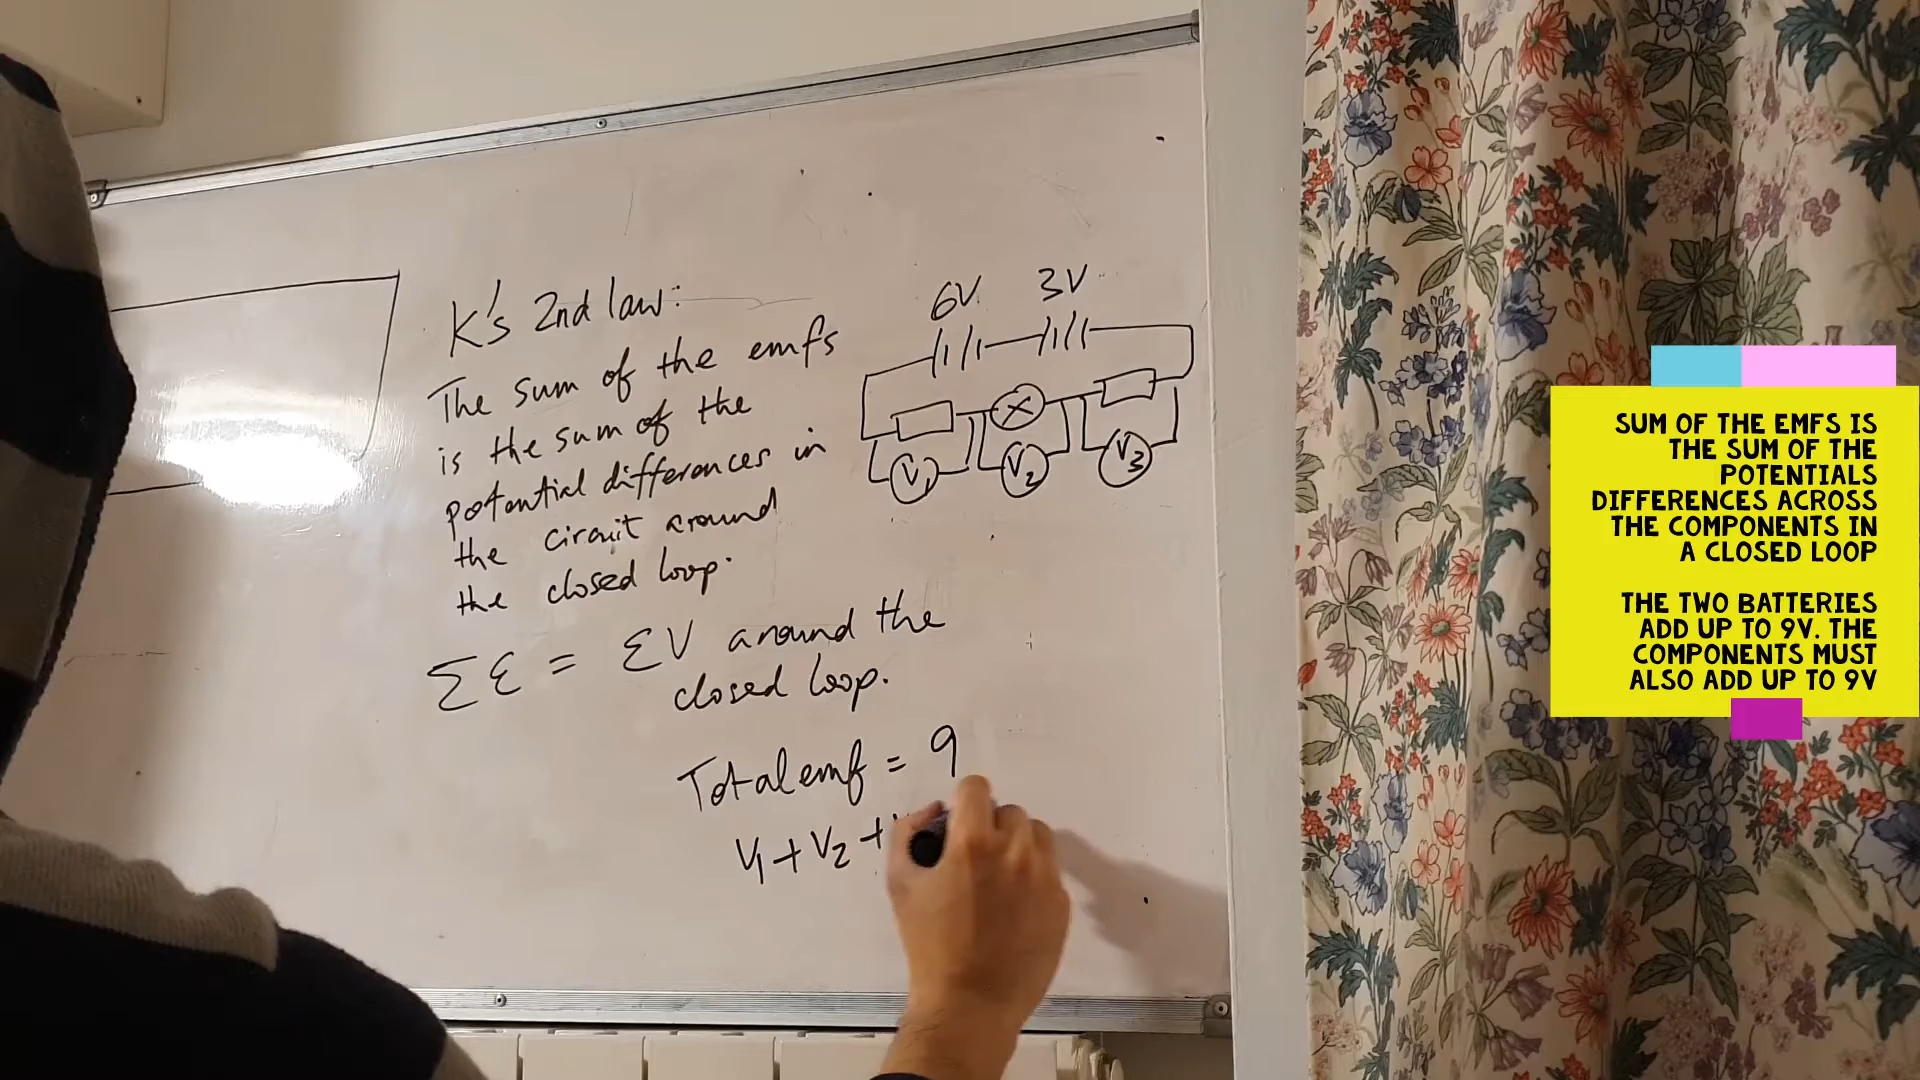 K's 2nd law:
The sum of the emfs
is the sum of the
potential differences in
the circuit around
the closed loop.
6V 3V
V1 V2 V3
Σε = ΣV around the
closed loop.
Total emf = 9
V1 + V2 +
SUM OF THE EMFS IS
THE SUM OF THE
POTENTIALS
DIFFERENCES ACROSS
THE COMPONENTS IN
A CLOSED LOOP
THE TWO BATTERIES
ADD UP TO 9V. THE
COMPONENTS MUST
ALSO ADD UP TO 9V